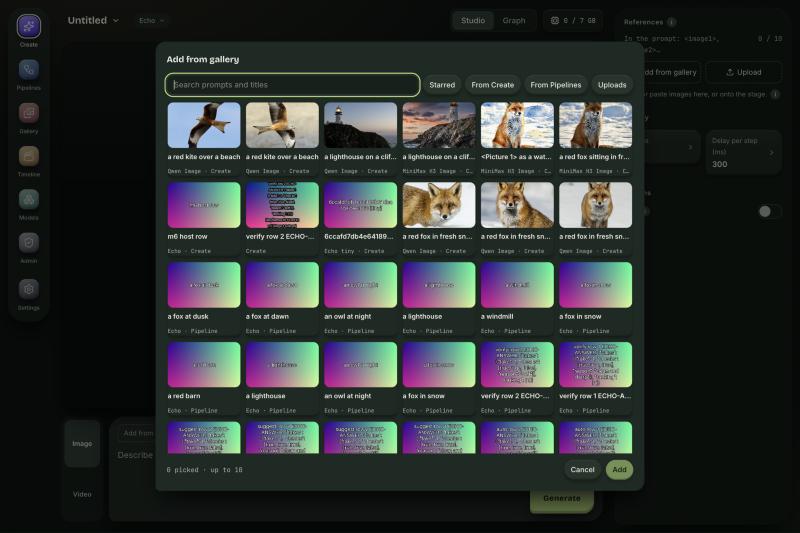 Untitled
Echo
Studio
Graph
0 / 7 GB
References
In the prompt: <image1>,
0 / 10
Create
Pipelines
Gallery
Timeline
Models
Admin
Settings
Upload
or paste images here, or onto the stage.
Delay per step
(ms)
300
Add from gallery
Search prompts and titles
Starred
From Create
From Pipelines
Uploads
a red kite over a beach
a red kite over a beach
a lighthouse on a clif...
a lighthouse on a clif...
<Picture 1> as a wat...
a red fox sitting in fr...
Qwen Image · Create
Qwen Image · Create
Qwen Image · Create
MiniMax H3 Image · C...
MiniMax H3 Image · C...
MiniMax H3 Image · C...
m6 host row
verify row 2 ECHO-...
6ccafd7db4e64189...
a red fox in fresh sn...
a red fox in fresh sn...
a red fox in fresh sn...
Echo · Create
Create
Echo tiny · Create
Qwen Image · Create
Qwen Image · Create
Qwen Image · Create
a fox at dusk
a fox at dawn
an owl at night
a lighthouse
a windmill
a fox in snow
Echo · Pipeline
Echo · Pipeline
Echo · Pipeline
Echo · Pipeline
Echo · Pipeline
Echo · Pipeline
a red barn
a lighthouse
an owl at night
a fox in snow
verify row 2 ECHO-...
verify row 1 ECHO-A...
Echo · Pipeline
Echo · Pipeline
Echo · Pipeline
Echo · Pipeline
Echo · Pipeline
Echo · Pipeline
0 picked · up to 10
Cancel
Add
Image
Video
Add from
Describe
Generate